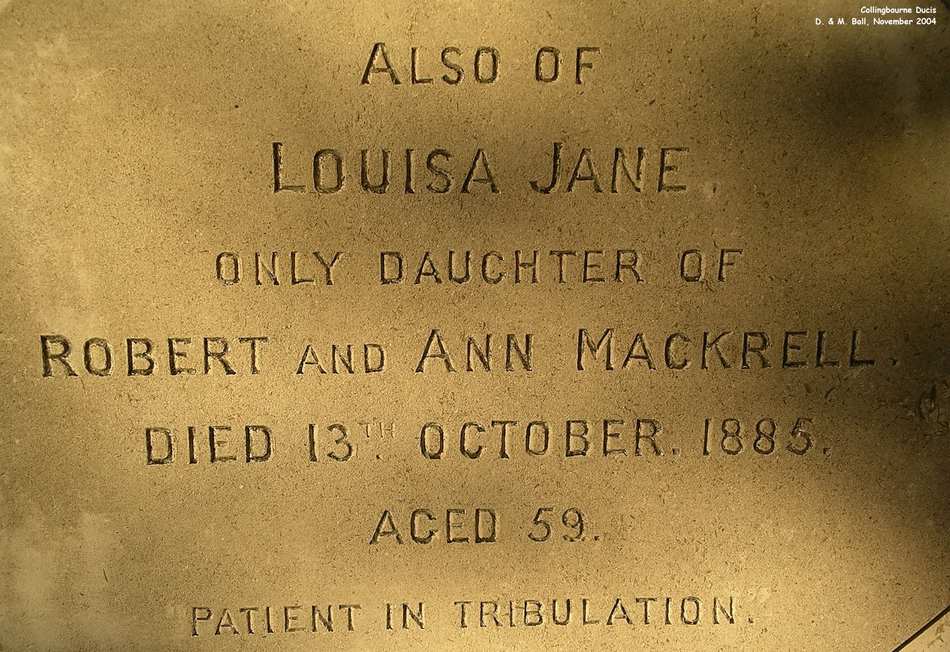 Collingbourne Ducis
D. & M. Ball, November 2004
ALSO OF
LOUISA JANE.
ONLY DAUGHTER OF
ROBERT AND ANN MACKRELL.
DIED 13TH. OCTOBER. 1885.
AGED 59.
PATIENT IN TRIBULATION.